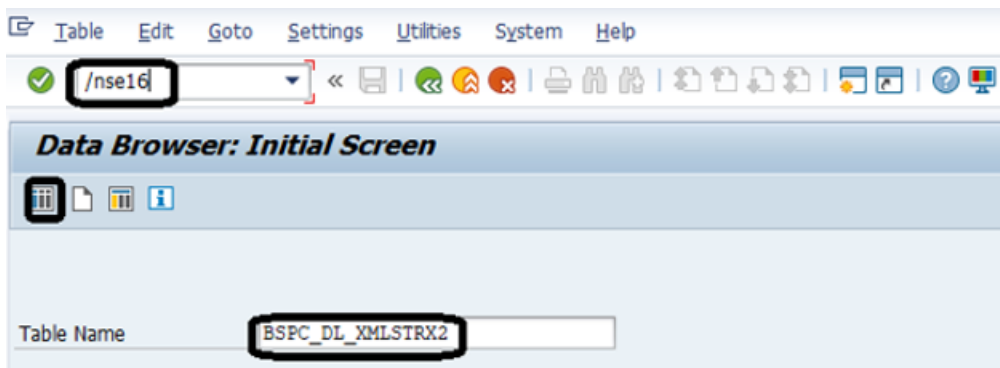 Table Edit Goto Settings Utilities System Help
/nse16
Data Browser: Initial Screen
Table Name BSPC_DL_XMLSTRX2